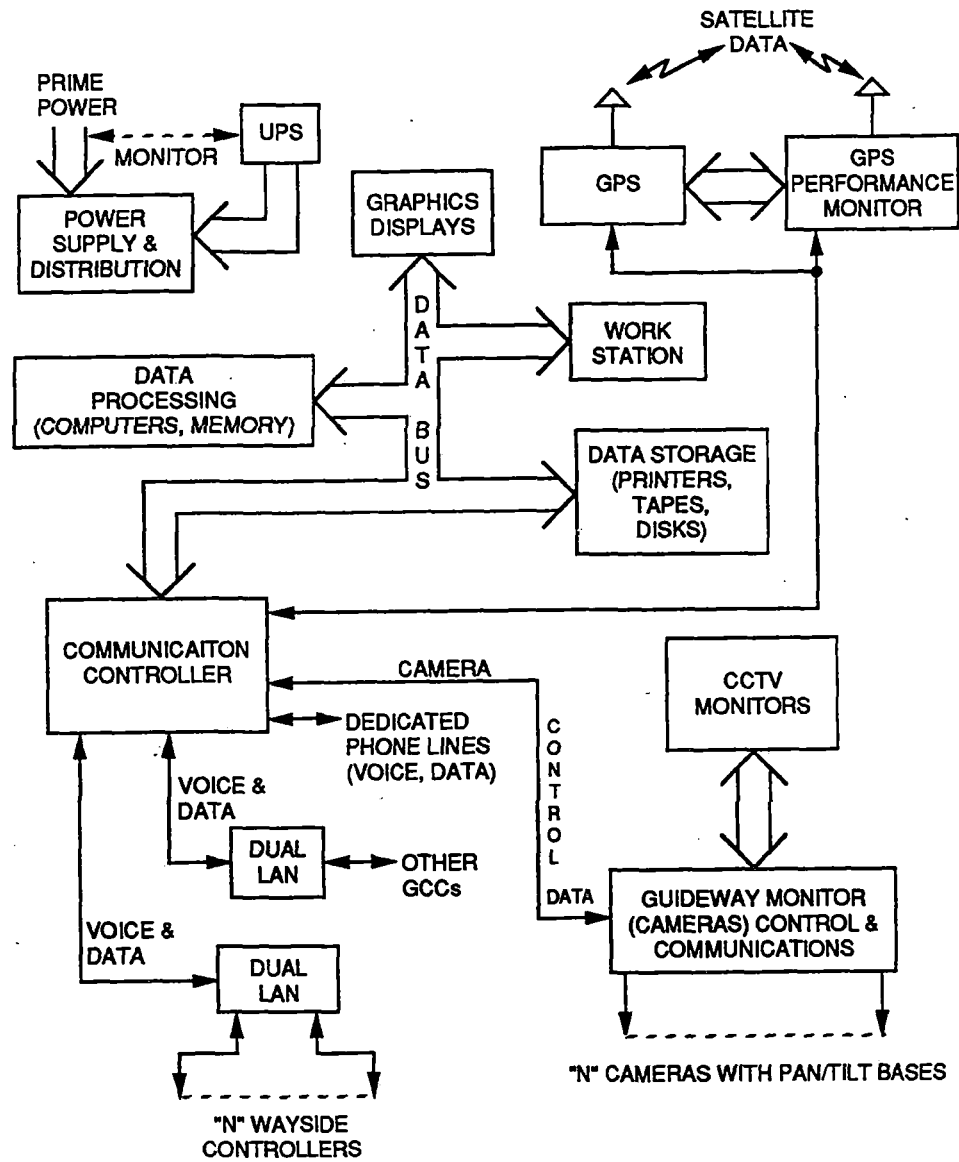 SATELLITE
DATA
PRIME
POWER
MONITOR
UPS
POWER
SUPPLY &
DISTRIBUTION
GRAPHICS
DISPLAYS
GPS
GPS
PERFORMANCE
MONITOR
DATA BUS
WORK
STATION
DATA
PROCESSING
(COMPUTERS, MEMORY)
DATA STORAGE
(PRINTERS,
TAPES,
DISKS)
COMMUNICAITON
CONTROLLER
CAMERA
CONTROL
DATA
DEDICATED
PHONE LINES
(VOICE, DATA)
CCTV
MONITORS
VOICE &
DATA
DUAL
LAN
OTHER
GCCs
GUIDEWAY MONITOR
(CAMERAS) CONTROL &
COMMUNICATIONS
VOICE &
DATA
DUAL
LAN
"N" CAMERAS WITH PAN/TILT BASES
"N" WAYSIDE
CONTROLLERS